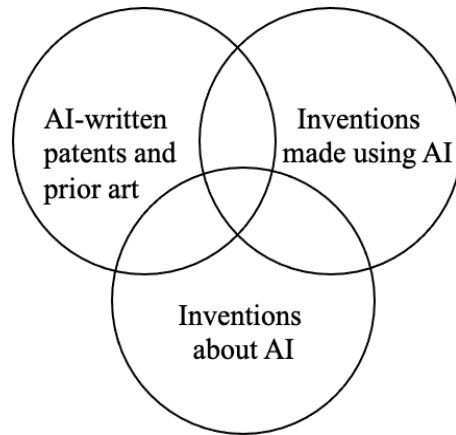 AI-written
patents and
prior art
Inventions
made using AI
Inventions
about AI